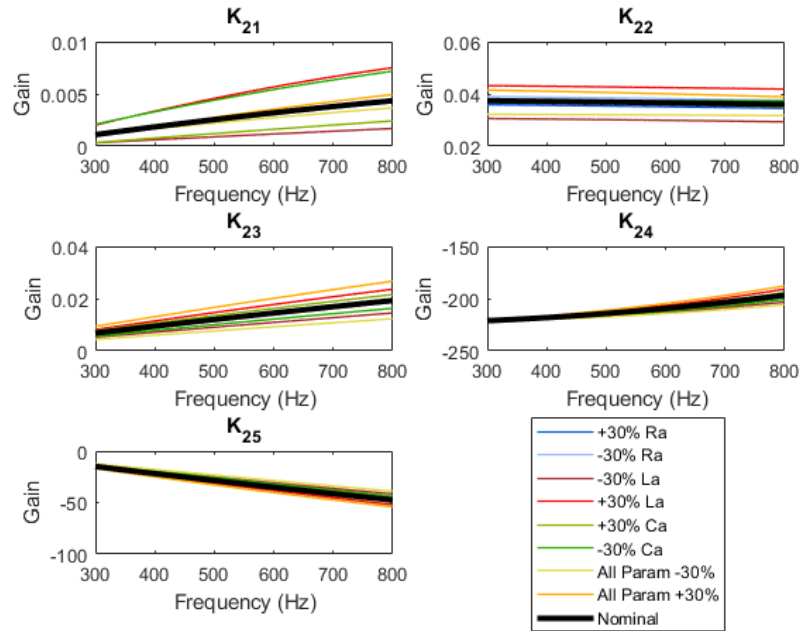 K21
Gain
0.01
0.005
0
300 400 500 600 700 800
Frequency (Hz)
K22
Gain
0.06
0.04
0.02
300 400 500 600 700 800
Frequency (Hz)
K23
Gain
0.04
0.02
0
300 400 500 600 700 800
Frequency (Hz)
K24
Gain
-150
-200
-250
300 400 500 600 700 800
Frequency (Hz)
K25
Gain
0
-50
-100
300 400 500 600 700 800
Frequency (Hz)
+30% Ra
-30% Ra
-30% La
+30% La
+30% Ca
-30% Ca
All Param -30%
All Param +30%
Nominal